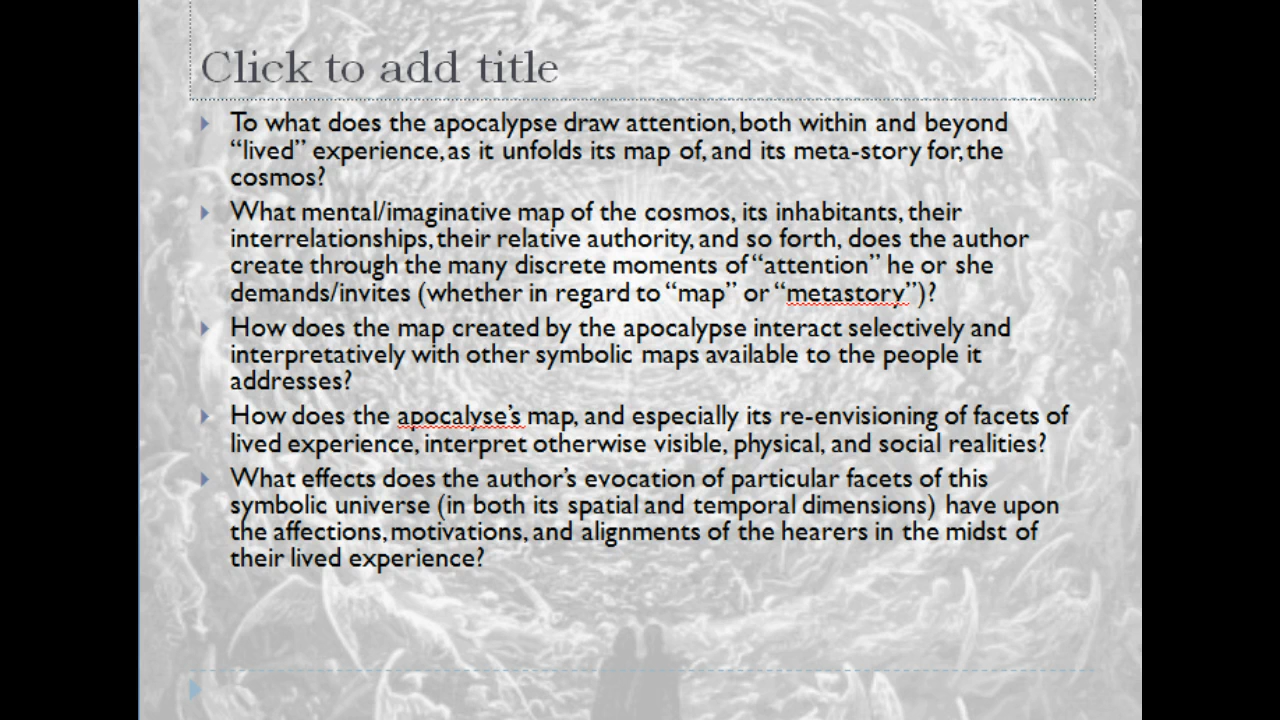 Click to add title
To what does the apocalypse draw attention, both within and beyond
“lived” experience, as it unfolds its map of, and its meta-story for, the
cosmos?
What mental/imaginative map of the cosmos, its inhabitants, their
interrelationships, their relative authority, and so forth, does the author
create through the many discrete moments of “attention” he or she
demands/invites (whether in regard to “map” or “metastory”)?
How does the map created by the apocalypse interact selectively and
interpretatively with other symbolic maps available to the people it
addresses?
How does the apocalyse’s map, and especially its re-envisioning of facets of
lived experience, interpret otherwise visible, physical, and social realities?
What effects does the author’s evocation of particular facets of this
symbolic universe (in both its spatial and temporal dimensions) have upon
the affections, motivations, and alignments of the hearers in the midst of
their lived experience?